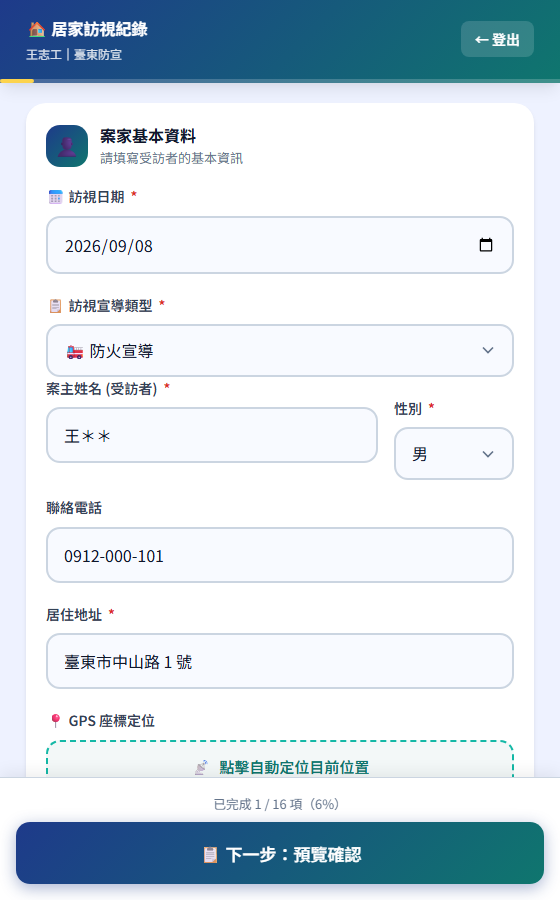 🏠 居家訪視紀錄
王志工｜臺東防宣
← 登出
👤 案家基本資料
請填寫受訪者的基本資訊
📅 訪視日期 *
2026/09/08
📋 訪視宣導類型 *
🚒 防火宣導
案主姓名 (受訪者) *
性別 *
王＊＊
男
聯絡電話
0912-000-101
居住地址 *
臺東市中山路 1 號
📍 GPS 座標定位
📡 點擊自動定位目前位置
已完成 1 / 16 項（6%）
📋 下一步：預覽確認